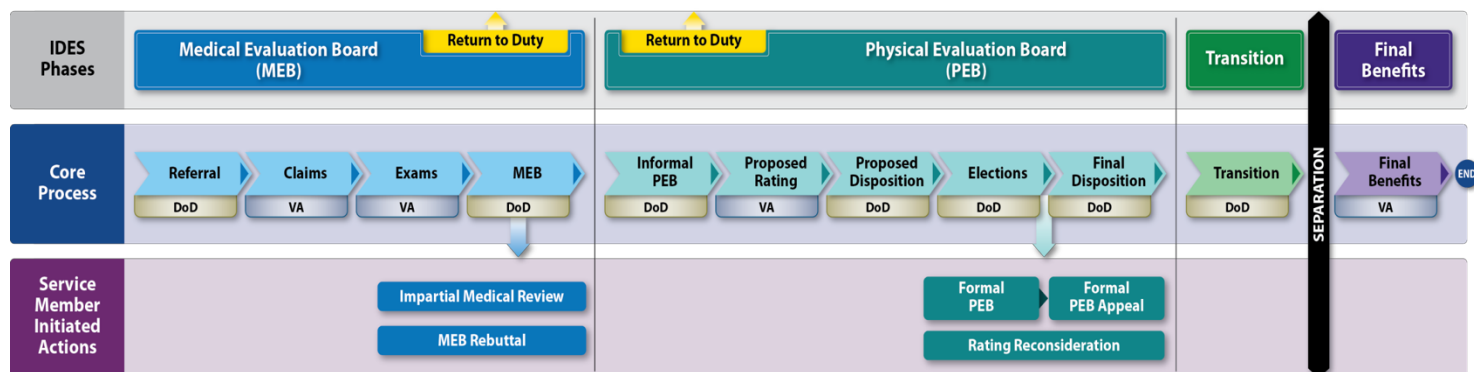 IDES
Phases
Medical Evaluation Board
(MEB)
Return to Duty
Return to Duty
Physical Evaluation Board
(PEB)
Transition
Final
Benefits
Core
Process
Referral
DoD
Claims
VA
Exams
VA
MEB
DoD
Informal
PEB
DoD
Proposed
Rating
VA
Proposed
Disposition
DoD
Elections
DoD
Final
Disposition
DoD
Transition
DoD
SEPARATION
Final
Benefits
VA
END
Service
Member
Initiated
Actions
Impartial Medical Review
MEB Rebuttal
Formal
PEB
Formal
PEB Appeal
Rating Reconsideration